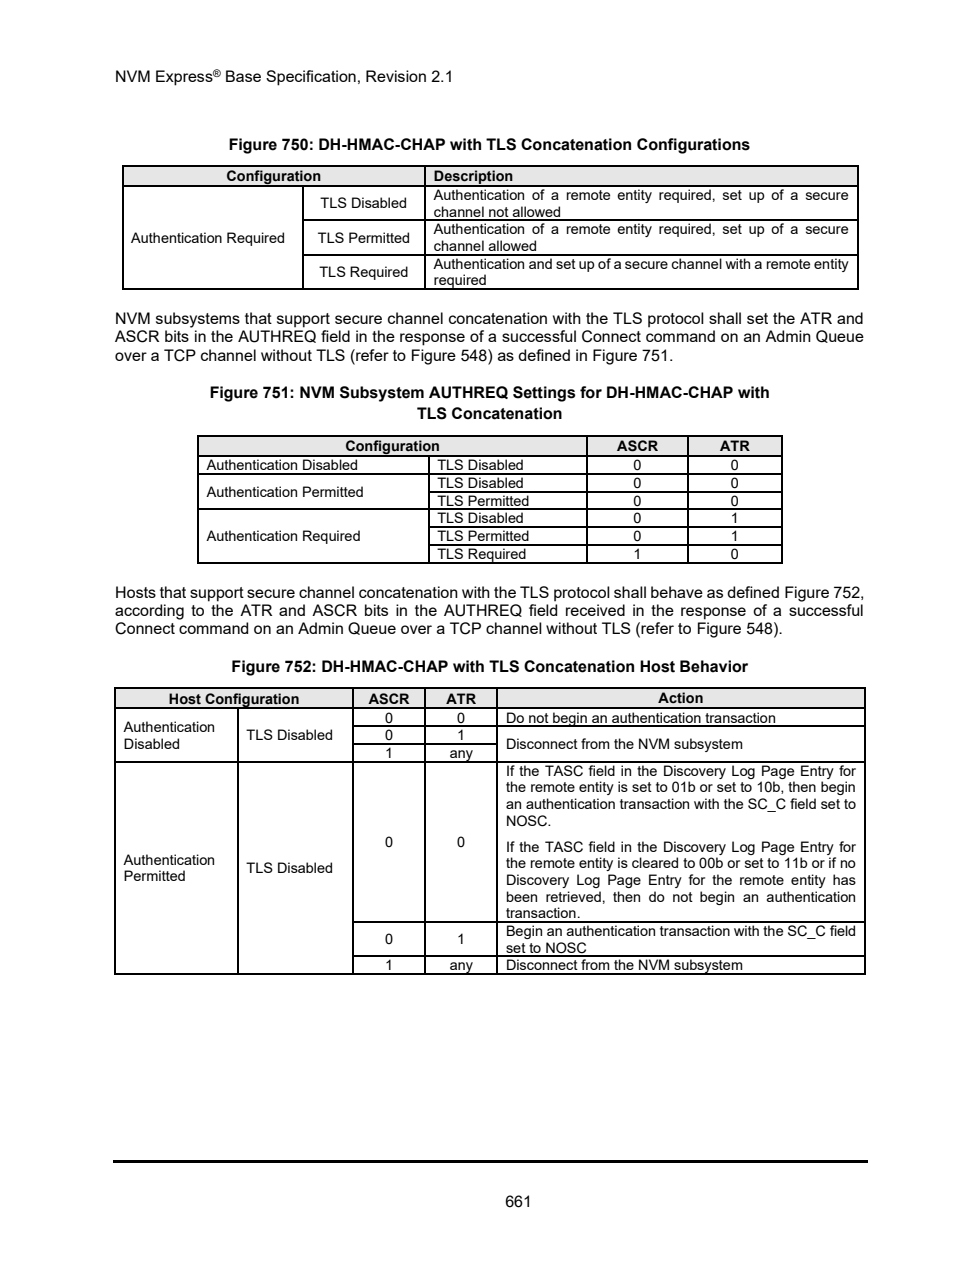 NVM Express® Base Specification, Revision 2.1
Figure 750: DH-HMAC-CHAP with TLS Concatenation Configurations
Configuration Description
Authentication Required
TLS Disabled
Authentication of a remote entity required, set up of a secure
channel not allowed
TLS Permitted
Authentication of a remote entity required, set up of a secure
channel allowed
TLS Required
Authentication and set up of a secure channel with a remote entity
required
NVM subsystems that support secure channel concatenation with the TLS protocol shall set the ATR and
ASCR bits in the AUTHREQ field in the response of a successful Connect command on an Admin Queue
over a TCP channel without TLS (refer to Figure 548) as defined in Figure 751.
Figure 751: NVM Subsystem AUTHREQ Settings for DH-HMAC-CHAP with
TLS Concatenation
Configuration ASCR ATR
Authentication Disabled TLS Disabled 0 0
Authentication Permitted
TLS Disabled 0 0
TLS Permitted 0 0
Authentication Required
TLS Disabled 0 1
TLS Permitted 0 1
TLS Required 1 0
Hosts that support secure channel concatenation with the TLS protocol shall behave as defined Figure 752,
according to the ATR and ASCR bits in the AUTHREQ field received in the response of a successful
Connect command on an Admin Queue over a TCP channel without TLS (refer to Figure 548).
Figure 752: DH-HMAC-CHAP with TLS Concatenation Host Behavior
Host Configuration ASCR ATR Action
Authentication
Disabled
TLS Disabled
0 0 Do not begin an authentication transaction
0 1
Disconnect from the NVM subsystem
1 any
Authentication
Permitted
TLS Disabled
0 0
If the TASC field in the Discovery Log Page Entry for
the remote entity is set to 01b or set to 10b, then begin
an authentication transaction with the SC_C field set to
NOSC.
If the TASC field in the Discovery Log Page Entry for
the remote entity is cleared to 00b or set to 11b or if no
Discovery Log Page Entry for the remote entity has
been retrieved, then do not begin an authentication
transaction.
0 1
Begin an authentication transaction with the SC_C field
set to NOSC
1 any Disconnect from the NVM subsystem
661